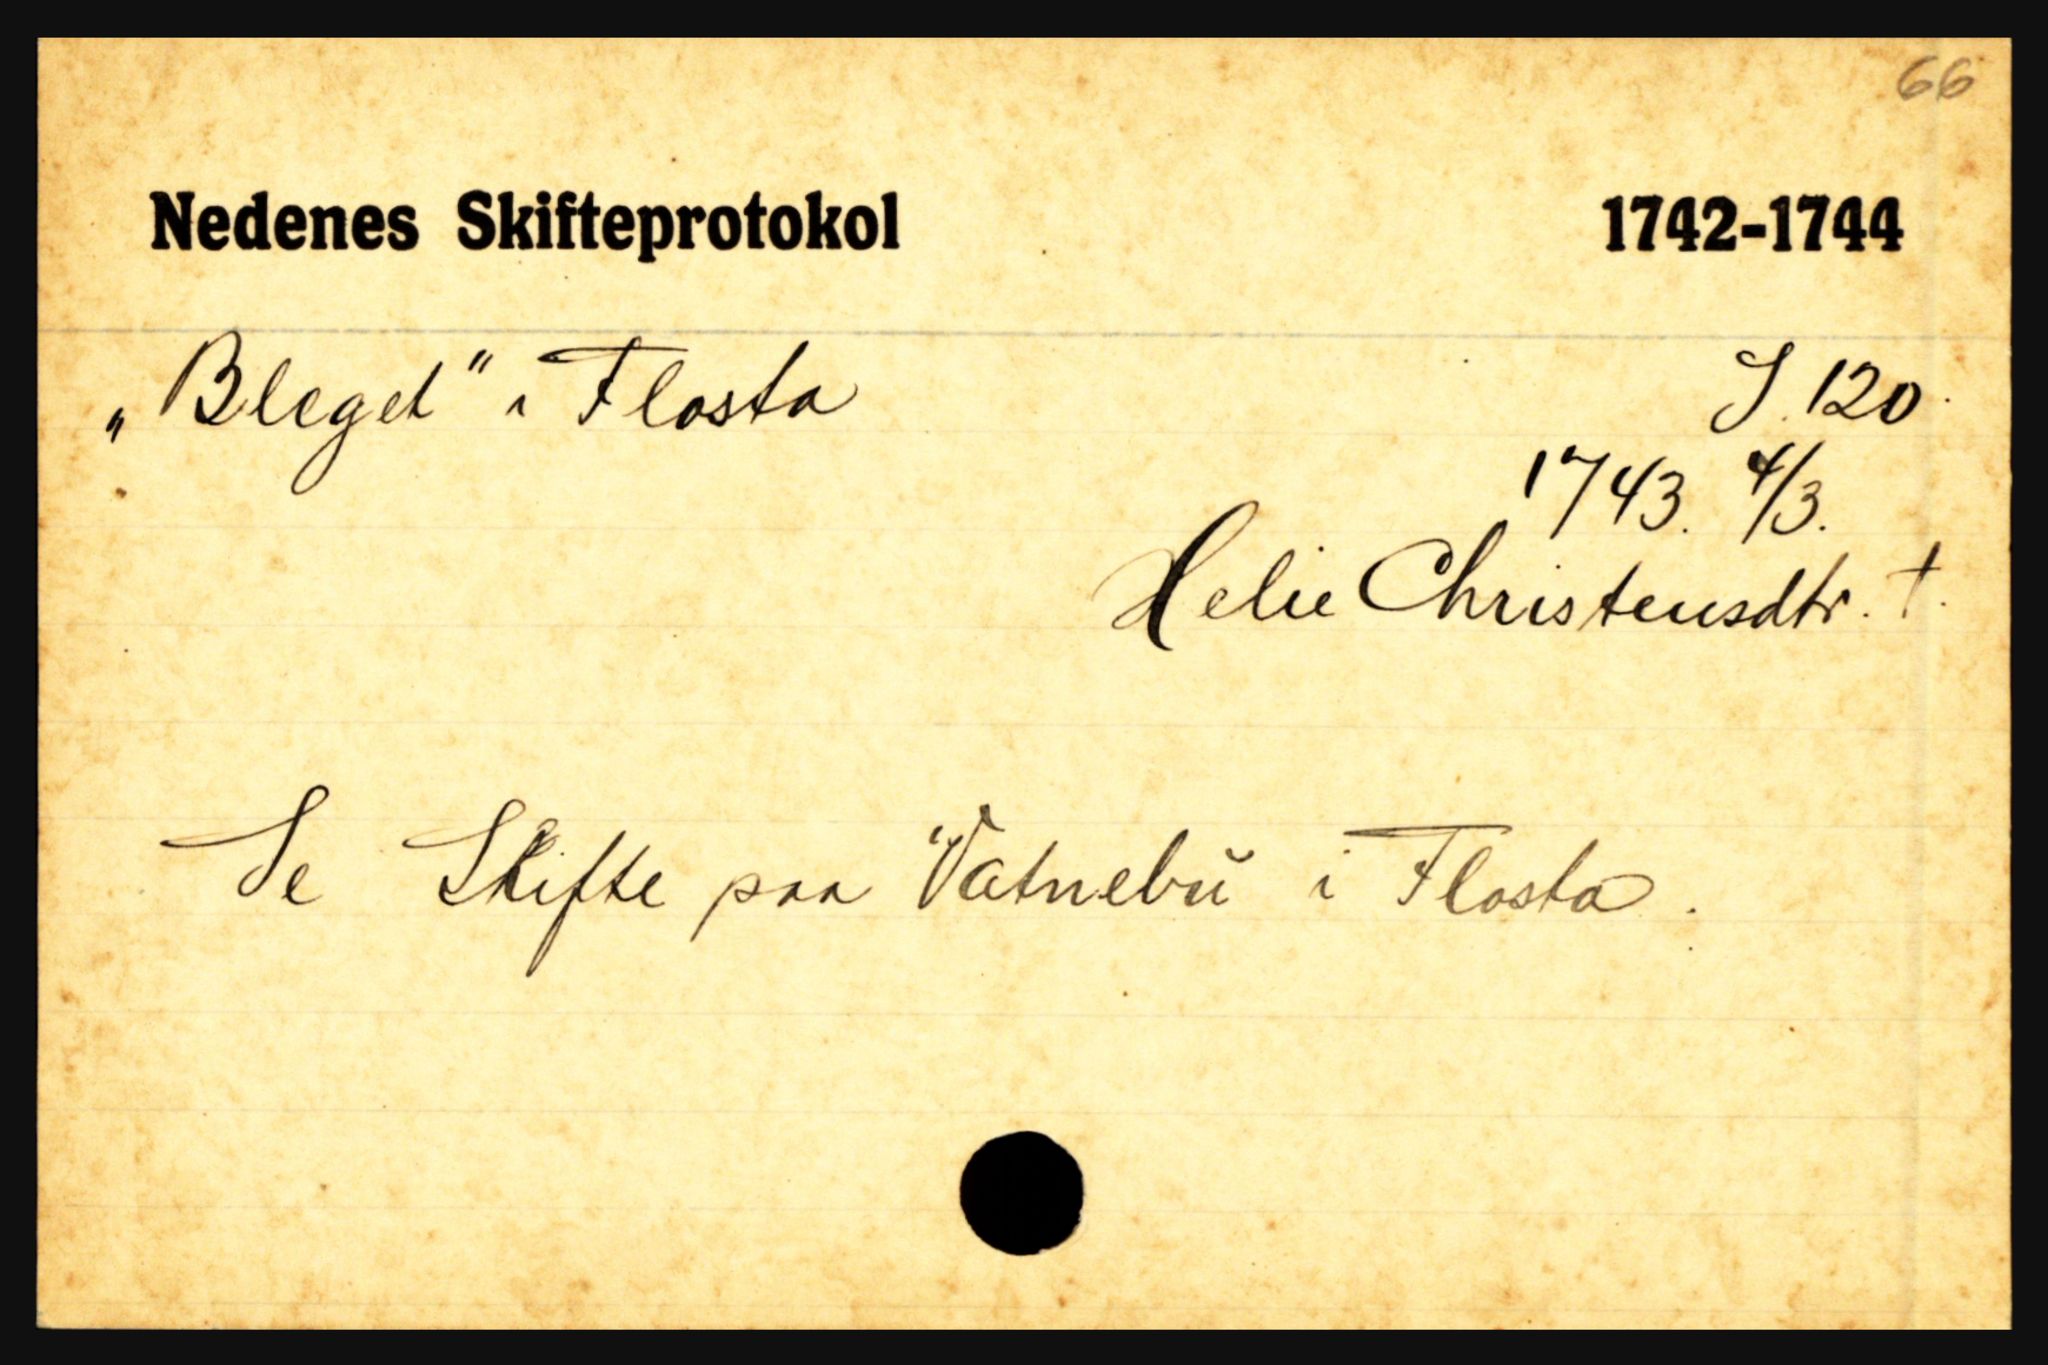 66
Nedenes Skifteprotokol 1742-1744
„Bleget" i Flosta S. 120.
1743. 4/3.
Helie Christensdtr. †.
Se Skifte paa Vatnebu i Flosta.